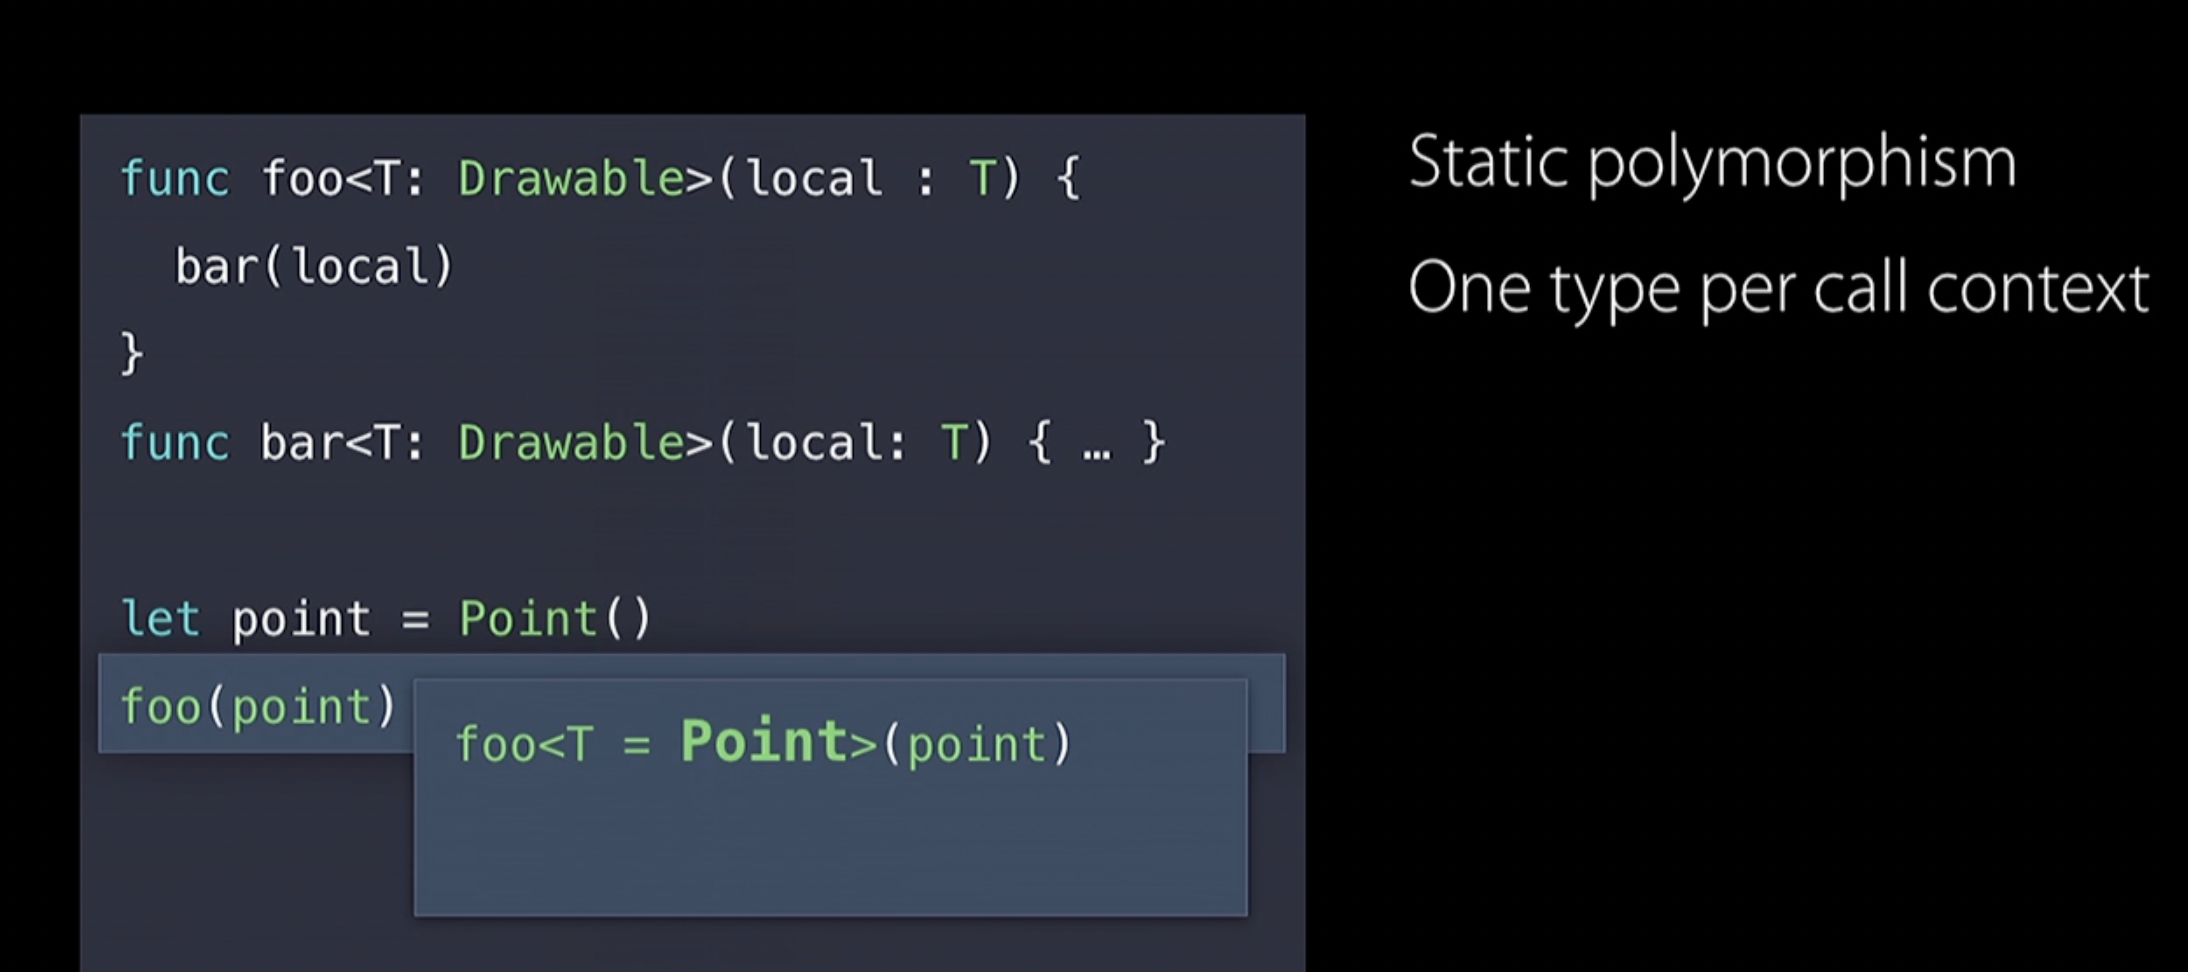 func foo<T: Drawable>(local : T) {
  bar(local)
}
func bar<T: Drawable>(local: T) { … }
let point = Point()
foo(point)
foo<T = Point>(point)
Static polymorphism
One type per call context